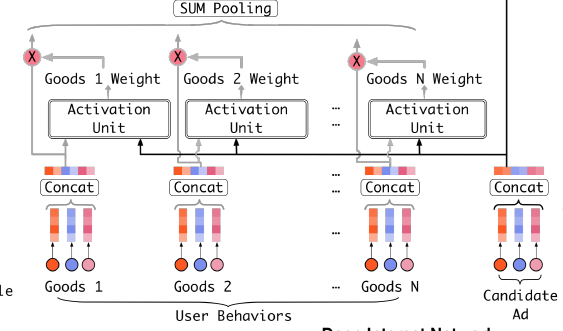 SUM Pooling
X X X
Goods 1 Weight Goods 2 Weight Goods N Weight
Activation Unit Activation Unit … … Activation Unit
… …
Concat Concat Concat Concat
…
Goods 1 Goods 2 … Goods N
Candidate
Ad
User Behaviors